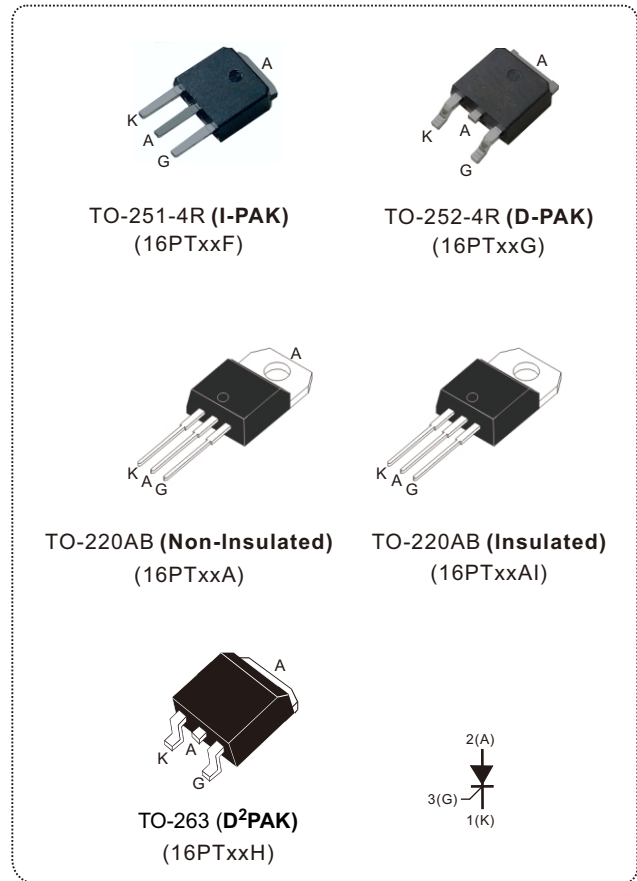 A
K
A
G
TO-251-4R (I-PAK)
(16PTxxF)
A
K
A
G
TO-252-4R (D-PAK)
(16PTxxG)
A
K
A
G
TO-220AB (Non-Insulated)
(16PTxxA)
K
A
G
TO-220AB (Insulated)
(16PTxxAI)
A
K
A
G
TO-263 (D²PAK)
(16PTxxH)
2(A)
3(G)
1(K)